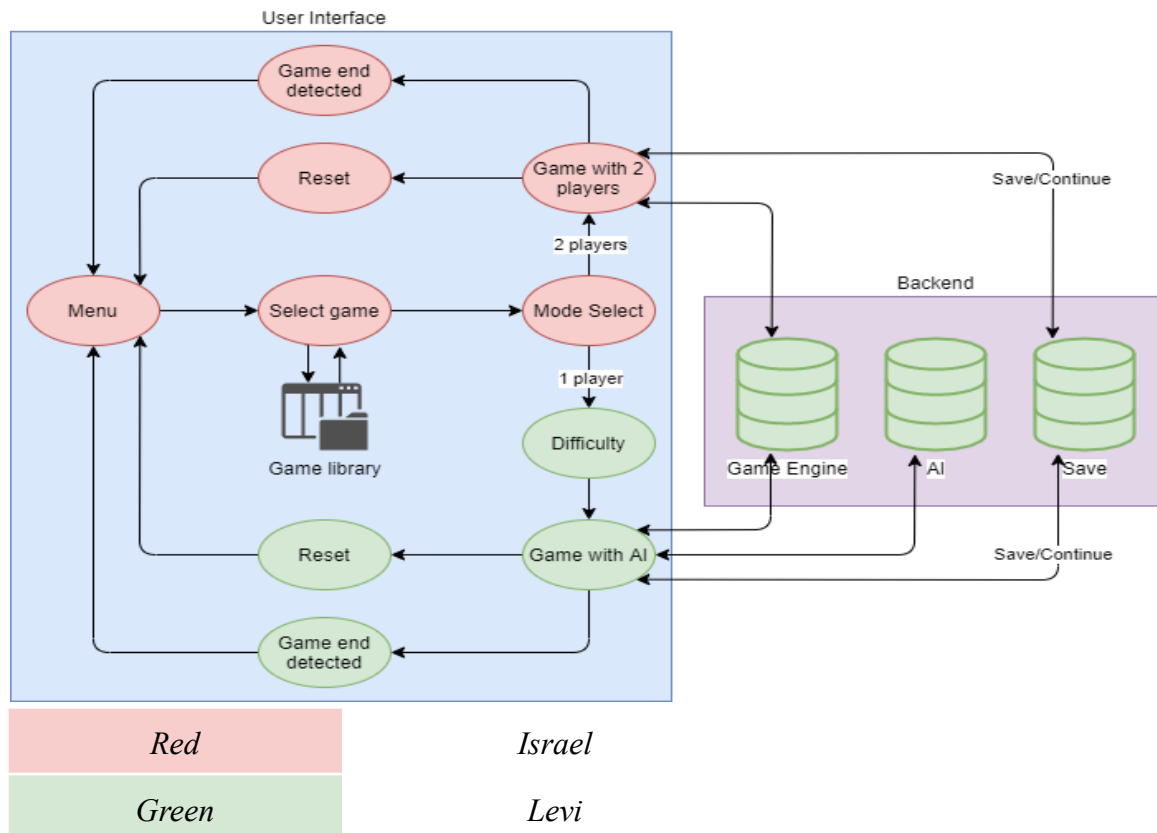 User Interface
Game end
detected
Reset
Game with 2
players
Save/Continue
2 players
Backend
Menu
Select game
Mode Select
1 player
Game library
Difficulty
Game Engine
AI
Save
Reset
Game with AI
Save/Continue
Game end
detected
Red
Israel
Green
Levi